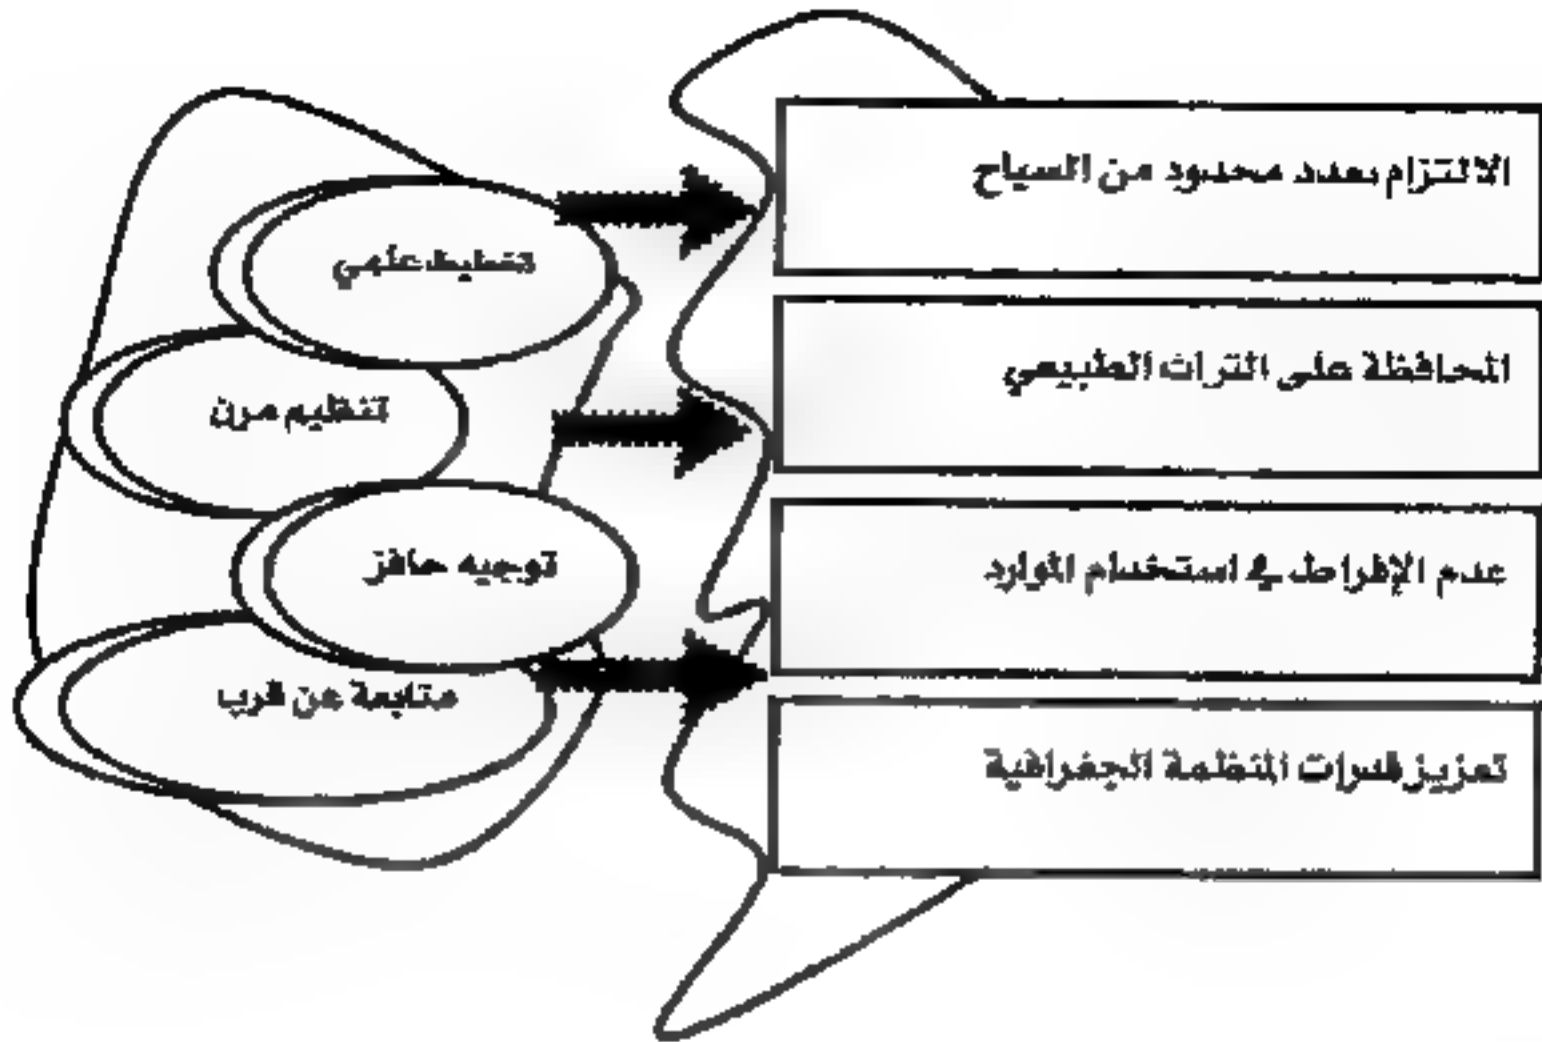 الالتزام بعدد محدود من السياح
المحافظة على التراث الطبيعي
عدم الإفراط في استخدام الموارد
تعزيز قدرات المنظمة الجغرافية
تخطيط علمي
تنظيم مرن
توجيه حافز
متابعة عن قرب